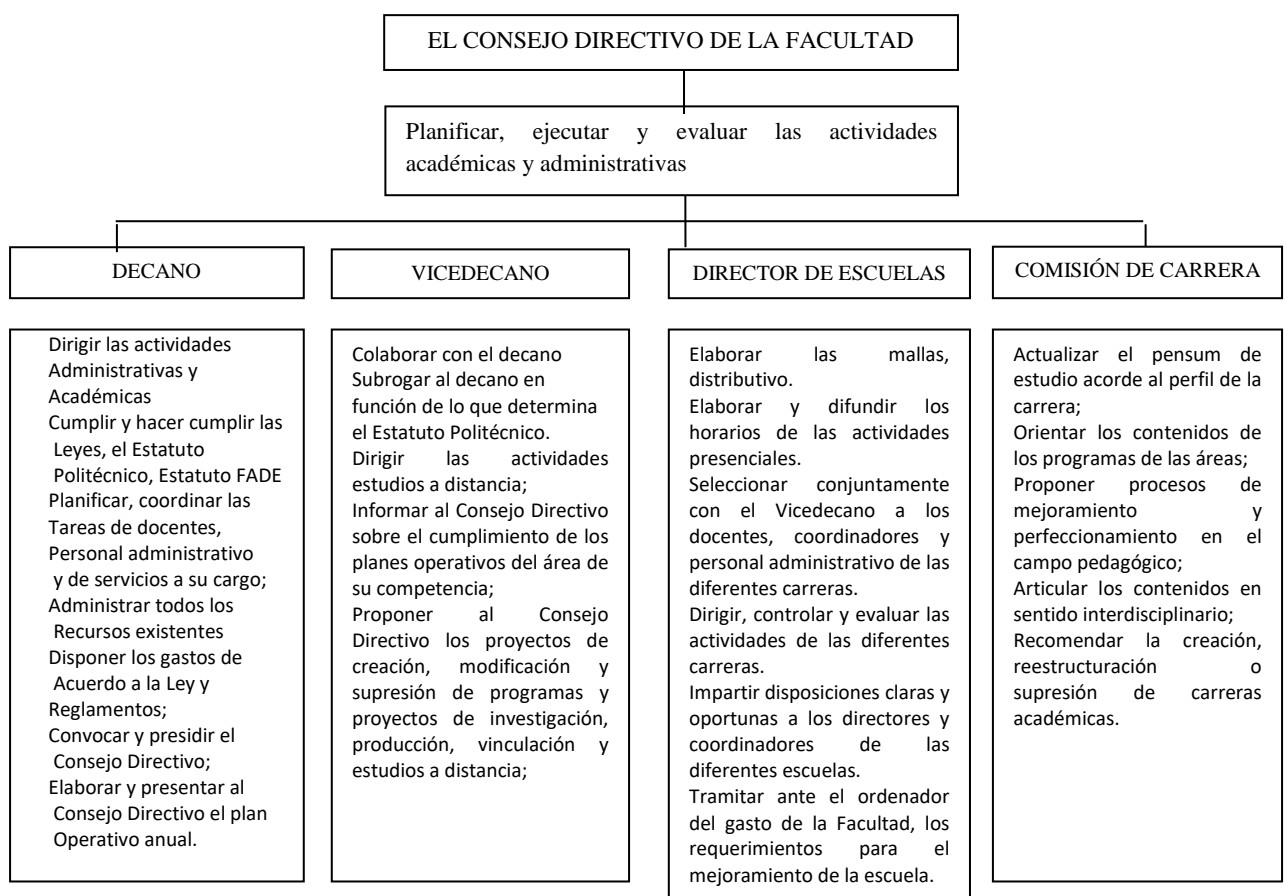 EL CONSEJO DIRECTIVO DE LA FACULTAD
Planificar, ejecutar y evaluar las actividades
académicas y administrativas
DECANO
VICEDECANO
DIRECTOR DE ESCUELAS
COMISIÓN DE CARRERA
Dirigir las actividades
Administrativas y
Académicas
Cumplir y hacer cumplir las
Leyes, el Estatuto
Politécnico, Estatuto FADE
Planificar, coordinar las
Tareas de docentes,
Personal administrativo
y de servicios a su cargo;
Administrar todos los
Recursos existentes
Disponer los gastos de
Acuerdo a la Ley y
Reglamentos;
Convocar y presidir el
Consejo Directivo;
Elaborar y presentar al
Consejo Directivo el plan
Operativo anual.
Colaborar con el decano
Subrogar al decano en
función de lo que determina
el Estatuto Politécnico.
Dirigir las actividades
estudios a distancia;
Informar al Consejo Directivo
sobre el cumplimiento de los
planes operativos del área de
su competencia;
Proponer al Consejo
Directivo los proyectos de
creación, modificación y
supresión de programas y
proyectos de investigación,
producción, vinculación y
estudios a distancia;
Elaborar las mallas,
distributivo.
Elaborar y difundir los
horarios de las actividades
presenciales.
Seleccionar conjuntamente
con el Vicedecano a los
docentes, coordinadores y
personal administrativo de las
diferentes carreras.
Dirigir, controlar y evaluar las
actividades de las diferentes
carreras.
Impartir disposiciones claras y
oportunas a los directores y
coordinadores de las
diferentes escuelas.
Tramitar ante el ordenador
del gasto de la Facultad, los
requerimientos para el
mejoramiento de la escuela.
Actualizar el pensum de
estudio acorde al perfil de la
carrera;
Orientar los contenidos de
los programas de las áreas;
Proponer procesos de
mejoramiento y
perfeccionamiento en el
campo pedagógico;
Articular los contenidos en
sentido interdisciplinario;
Recomendar la creación,
reestructuración o
supresión de carreras
académicas.